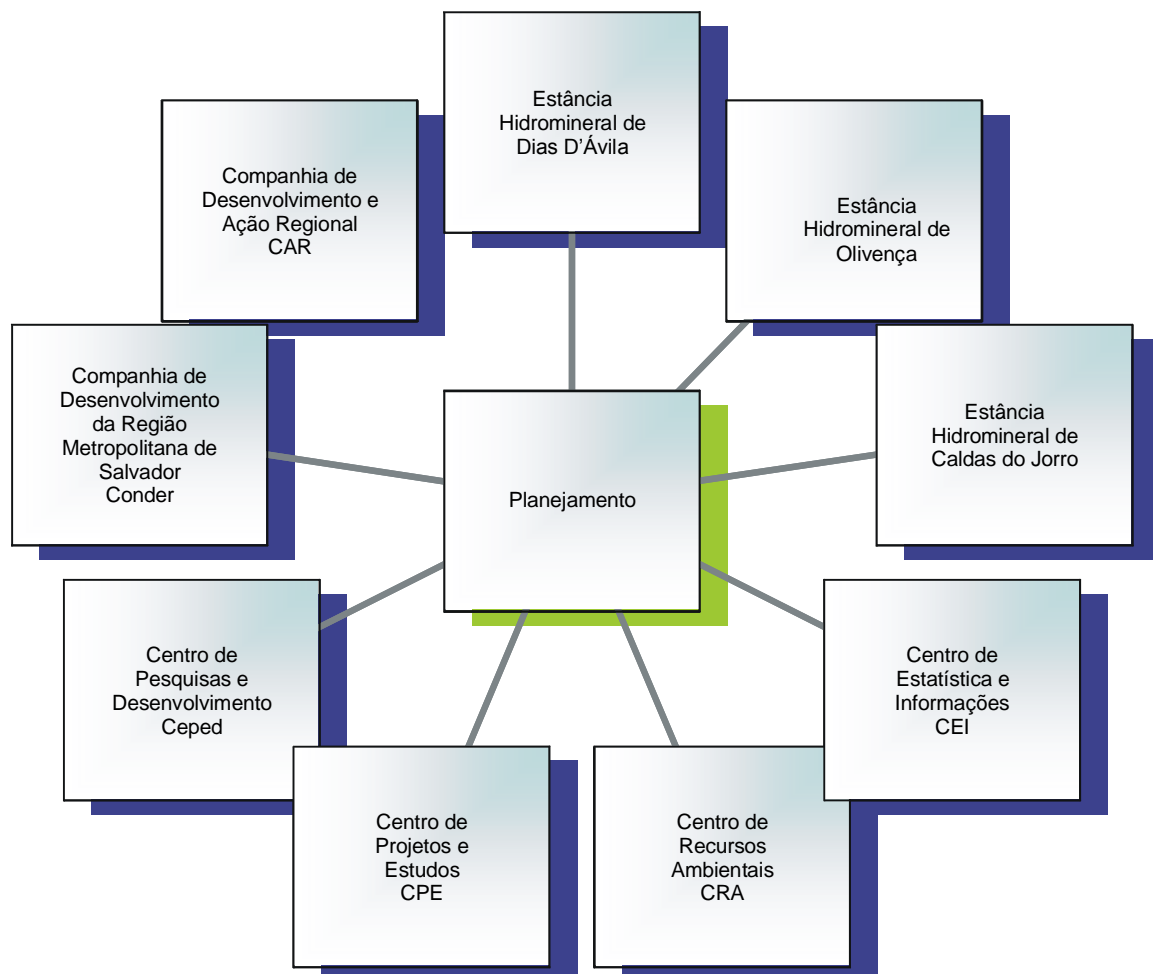 Estância
Hidromineral de
Dias D'Ávila
Estância
Hidromineral de
Olivença
Estância
Hidromineral de
Caldas do Jorro
Centro de
Estatística e
Informações
CEI
Centro de
Recursos
Ambientais
CRA
Centro de
Projetos e
Estudos
CPE
Centro de
Pesquisas e
Desenvolvimento
Ceped
Companhia de
Desenvolvimento
da Região
Metropolitana de
Salvador
Conder
Companhia de
Desenvolvimento e
Ação Regional
CAR
Planejamento